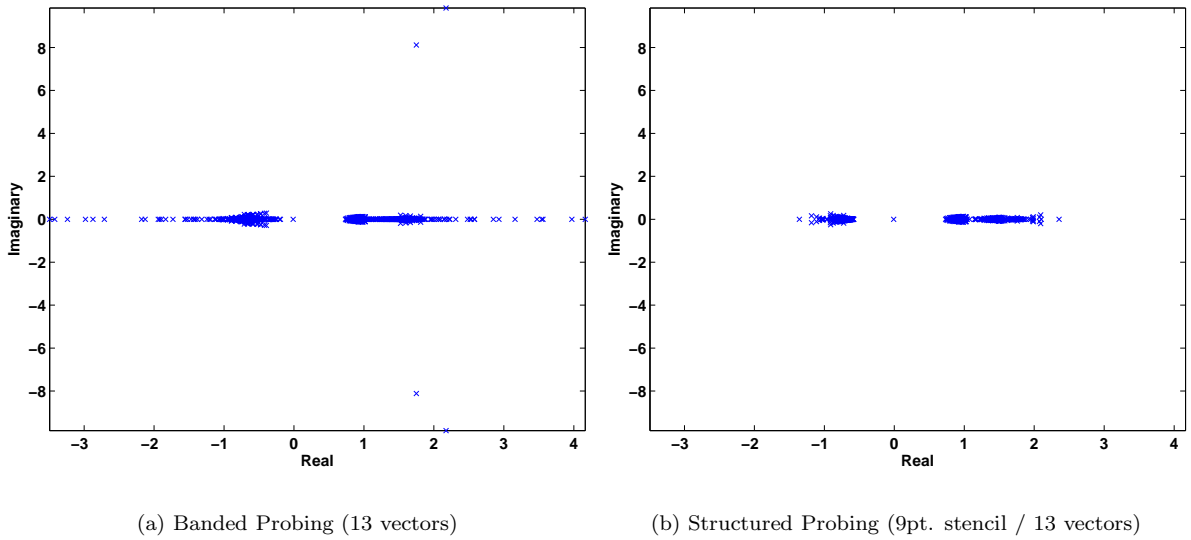 8
6
4
2
0
−2
−4
−6
−8
Imaginary
−3 −2 −1 0 1 2 3 4
Real
(a) Banded Probing (13 vectors)
8
6
4
2
0
−2
−4
−6
−8
Imaginary
−3 −2 −1 0 1 2 3 4
Real
(b) Structured Probing (9pt. stencil / 13 vectors)